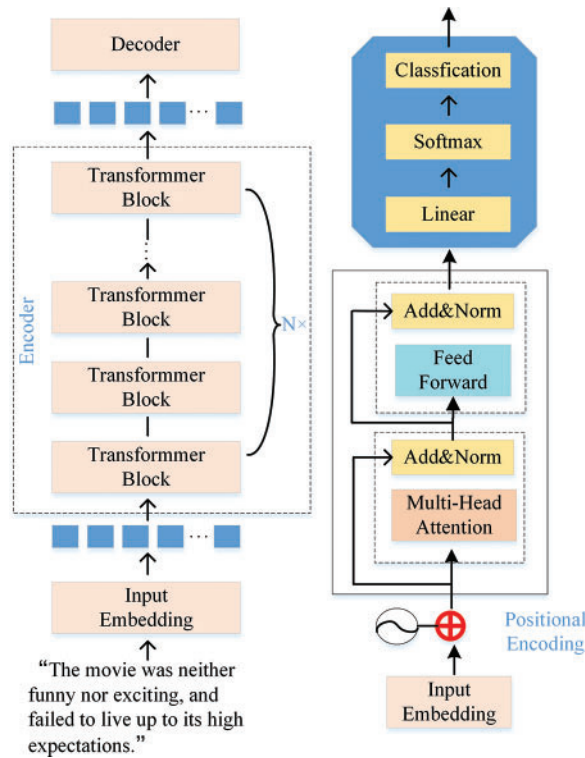 Decoder
Transformmer
Block
Transformmer
Block
Transformmer
Block
Transformmer
Block
Encoder
N×
Input
Embedding
“The movie was neither
funny nor exciting, and
failed to live up to its high
expectations.”
Classfication
Softmax
Linear
Add&Norm
Feed
Forward
Add&Norm
Multi-Head
Attention
Positional
Encoding
Input
Embedding